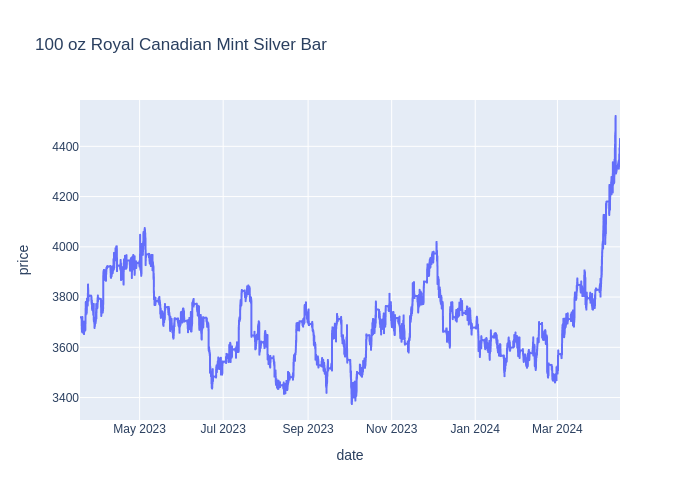 100 oz Royal Canadian Mint Silver Bar
4400
4200
4000
3800
3600
3400
price
May 2023
Jul 2023
Sep 2023
Nov 2023
Jan 2024
Mar 2024
date